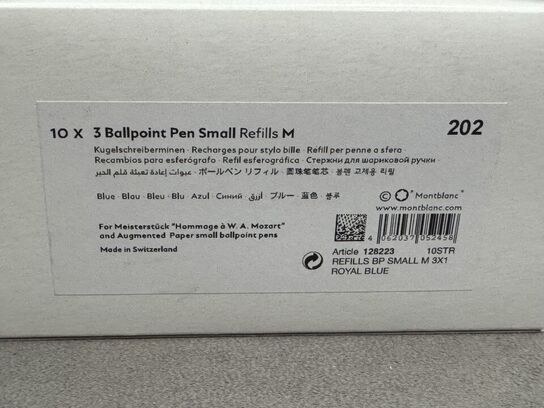 10 X 3 Ballpoint Pen Small Refills M 202
Kugelschreiberminen · Recharges pour stylo bille · Refill per penne a sfera
Recambios para esferógrafo · Refil esferográfica · Стержни для шариковой ручки ·
ボールペン リフィル · 圆珠笔笔芯 · 볼펜 교체용 리필 · عبوات إعادة تعبئة قلم الحبر
Blue · Blau · Bleu · Blu · Azul · Синий · أزرق · ブルー · 蓝色 · 블루
© Montblanc®
www.montblanc.com
For Meisterstück "Hommage à W. A. Mozart"
and Augmented Paper small ballpoint pens
Made in Switzerland
4 062037 052458
Article 128223 10STR
REFILLS BP SMALL M 3X1
ROYAL BLUE